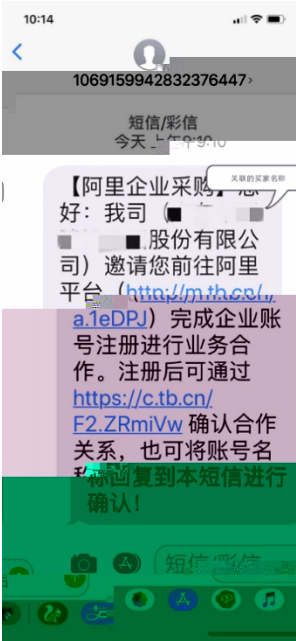 10:14
1069159942832376447
短信/彩信
今天 上午9:10
关联的买家名称
【阿里企业采购】您
好：我司（
股份有限公
司）邀请您前往阿里
平台（http://m.tb.cn/
a.1eDPJ）完成企业账
号注册进行业务合
作。注册后可通过
https://c.tb.cn/
F2.ZRmiVw 确认合作
关系，也可将账号名
称回复到本短信进行
确认！
短信/彩信